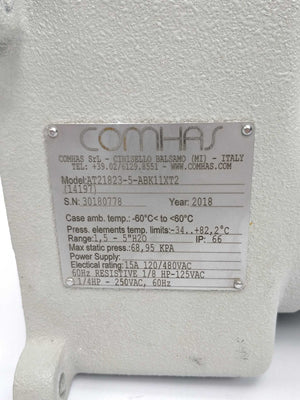 COMHAS
COMHAS SrL - CINISELLO BALSAMO (MI) - ITALY
TEL: +39.02/6129.8551 - WWW.COMHAS.COM
Model: AT21823-5-ABK11XT2
(14197)
S.N: 30180778 Year: 2018
Case amb. temp.: -60°C< to <60°C
Press. elements temp. limits: -34..+82,2°C
Range: 1,5 - 5"H2O IP: 66
Max static press.: 68,95 KPA
Power Supply:
Electical rating: 15A 120/480VAC
60Hz RESISTIVE 1/8 HP-125VAC
1/4HP - 250VAC, 60Hz